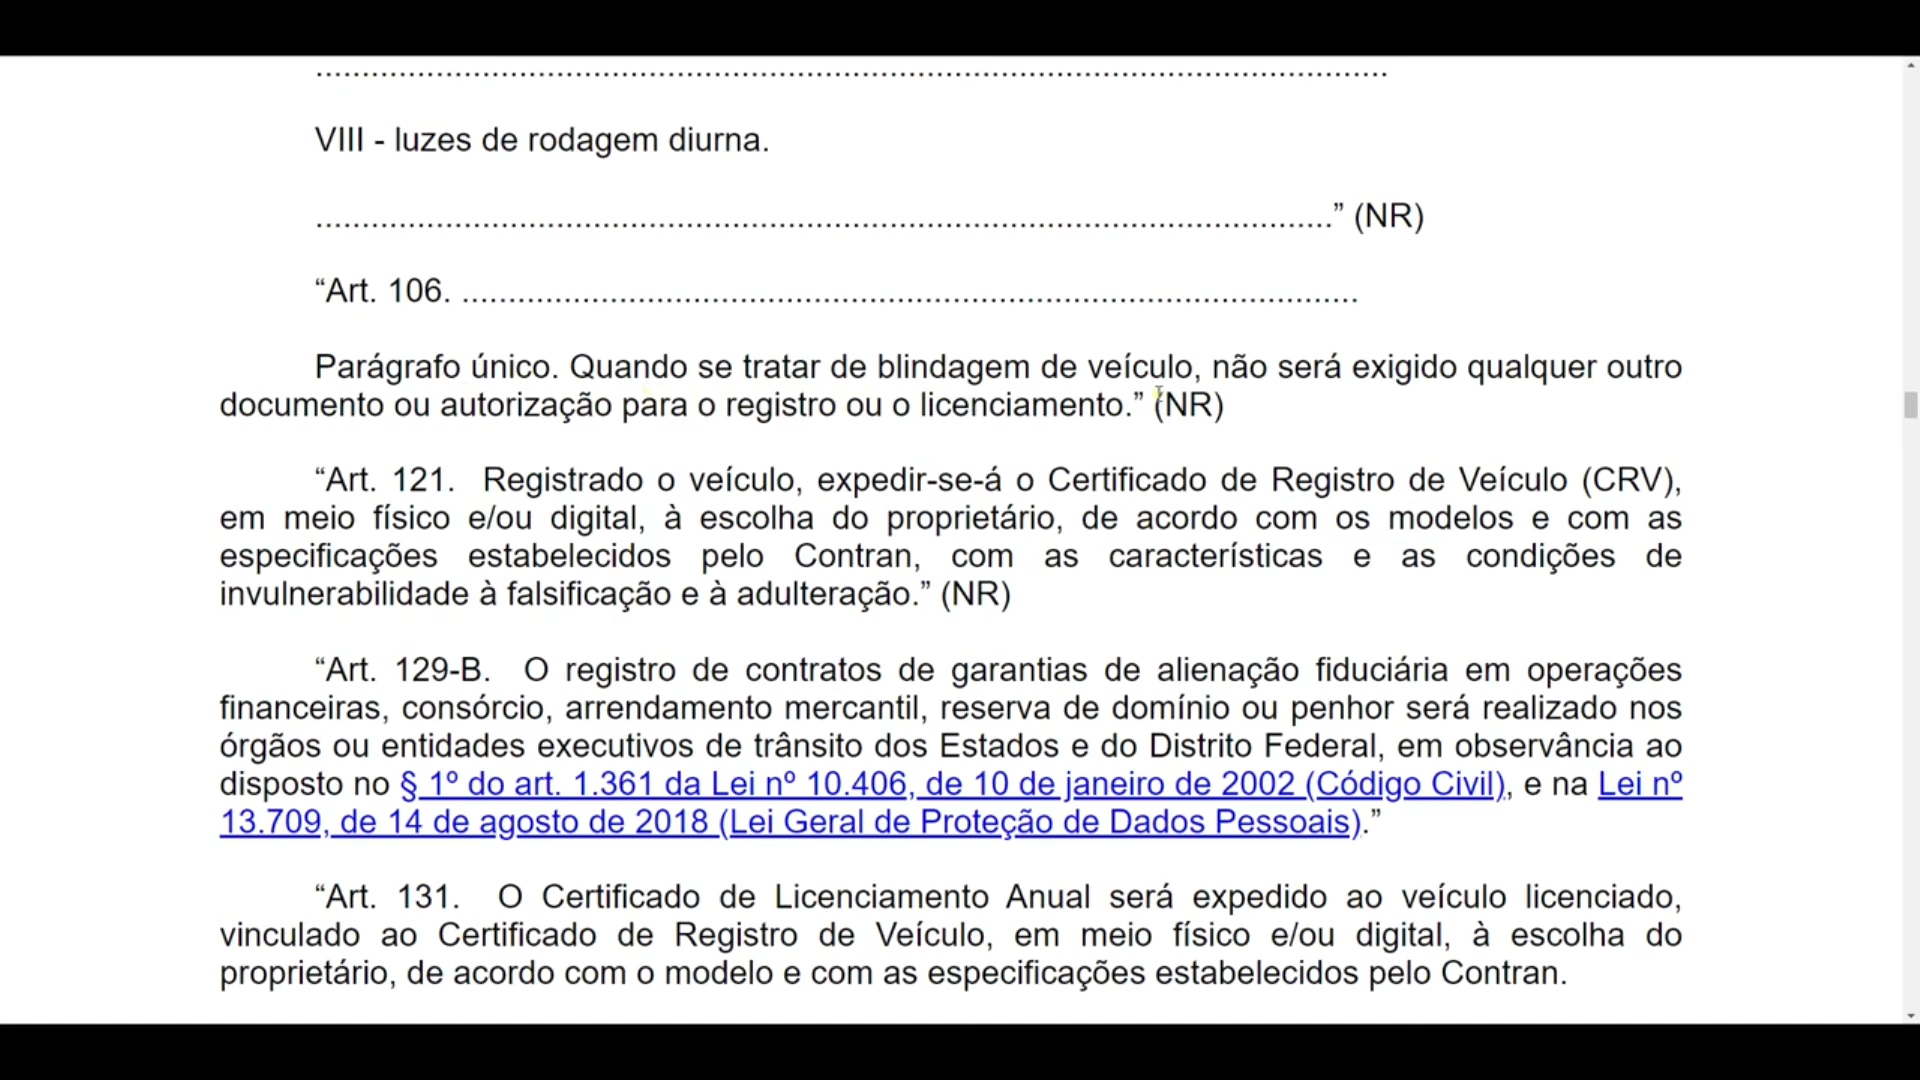 ........................................................................................................................
VIII - luzes de rodagem diurna.
..................................................................................................................” (NR)
“Art. 106. ....................................................................................................
Parágrafo único. Quando se tratar de blindagem de veículo, não será exigido qualquer outro
documento ou autorização para o registro ou o licenciamento.” (NR)
“Art. 121. Registrado o veículo, expedir-se-á o Certificado de Registro de Veículo (CRV),
em meio físico e/ou digital, à escolha do proprietário, de acordo com os modelos e com as
especificações estabelecidos pelo Contran, com as características e as condições de
invulnerabilidade à falsificação e à adulteração.” (NR)
“Art. 129-B. O registro de contratos de garantias de alienação fiduciária em operações
financeiras, consórcio, arrendamento mercantil, reserva de domínio ou penhor será realizado nos
órgãos ou entidades executivos de trânsito dos Estados e do Distrito Federal, em observância ao
disposto no § 1º do art. 1.361 da Lei nº 10.406, de 10 de janeiro de 2002 (Código Civil), e na Lei nº
13.709, de 14 de agosto de 2018 (Lei Geral de Proteção de Dados Pessoais).”
“Art. 131. O Certificado de Licenciamento Anual será expedido ao veículo licenciado,
vinculado ao Certificado de Registro de Veículo, em meio físico e/ou digital, à escolha do
proprietário, de acordo com o modelo e com as especificações estabelecidos pelo Contran.